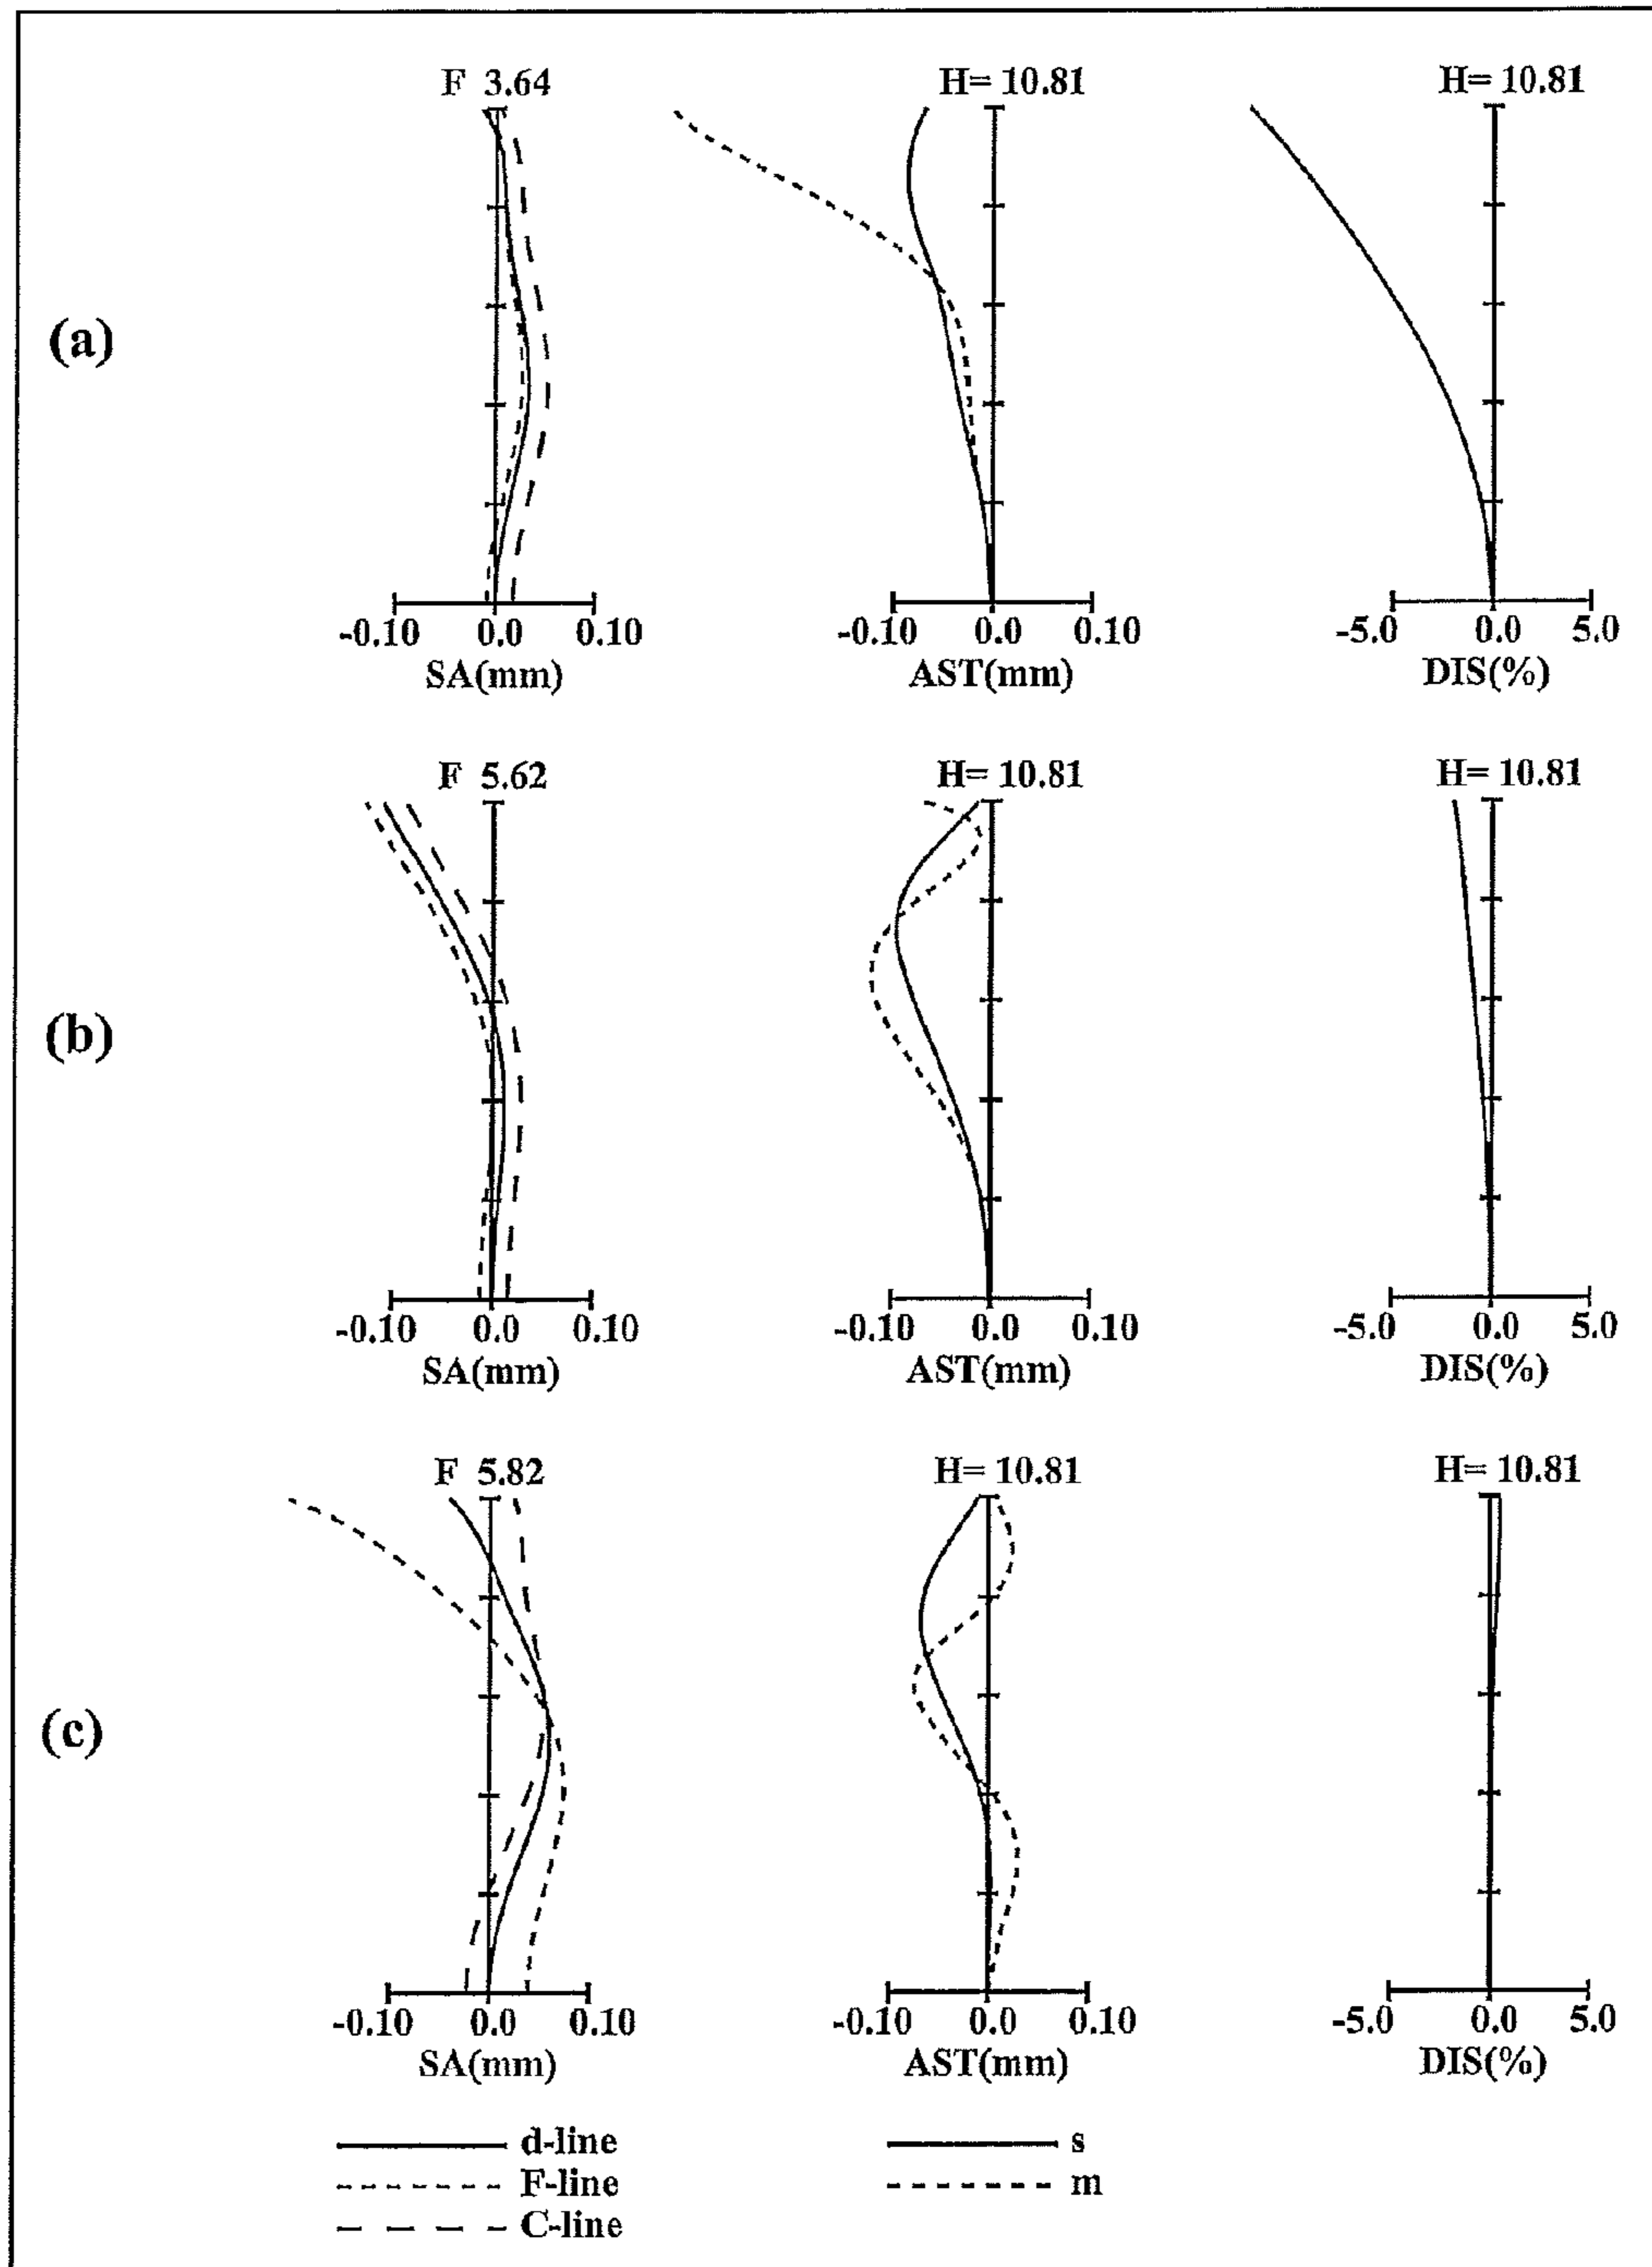 F 3.64 H= 10.81 H= 10.81
(a)
-0.10 0.0 0.10 -0.10 0.0 0.10 -5.0 0.0 5.0
SA(mm) AST(mm) DIS(%)
F 5.62 H= 10.81 H= 10.81
(b)
-0.10 0.0 0.10 -0.10 0.0 0.10 -5.0 0.0 5.0
SA(mm) AST(mm) DIS(%)
F 5.82 H= 10.81 H= 10.81
(c)
-0.10 0.0 0.10 -0.10 0.0 0.10 -5.0 0.0 5.0
SA(mm) AST(mm) DIS(%)
d-line s
F-line m
C-line